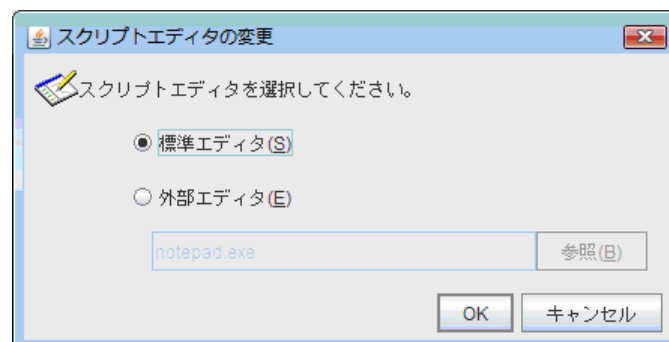 スクリプトエディタの変更
スクリプトエディタを選択してください。
標準エディタ(S)
外部エディタ(E)
notepad.exe 参照(B)
OK キャンセル